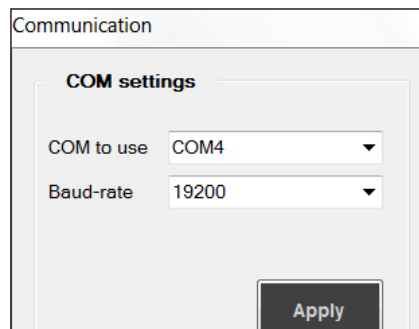 Communication
COM settings
COM to use COM4
Baud-rate 19200
Apply